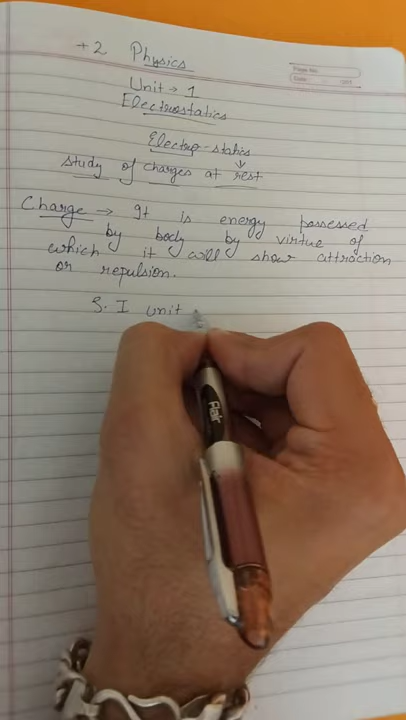 +2 Physics
Unit → 1
Electrostatics
Electro-statics
↓
study of charges at rest
Charge → It is energy possessed
by body by virtue of
which it will show attraction
or repulsion.
S. I unit
Flair